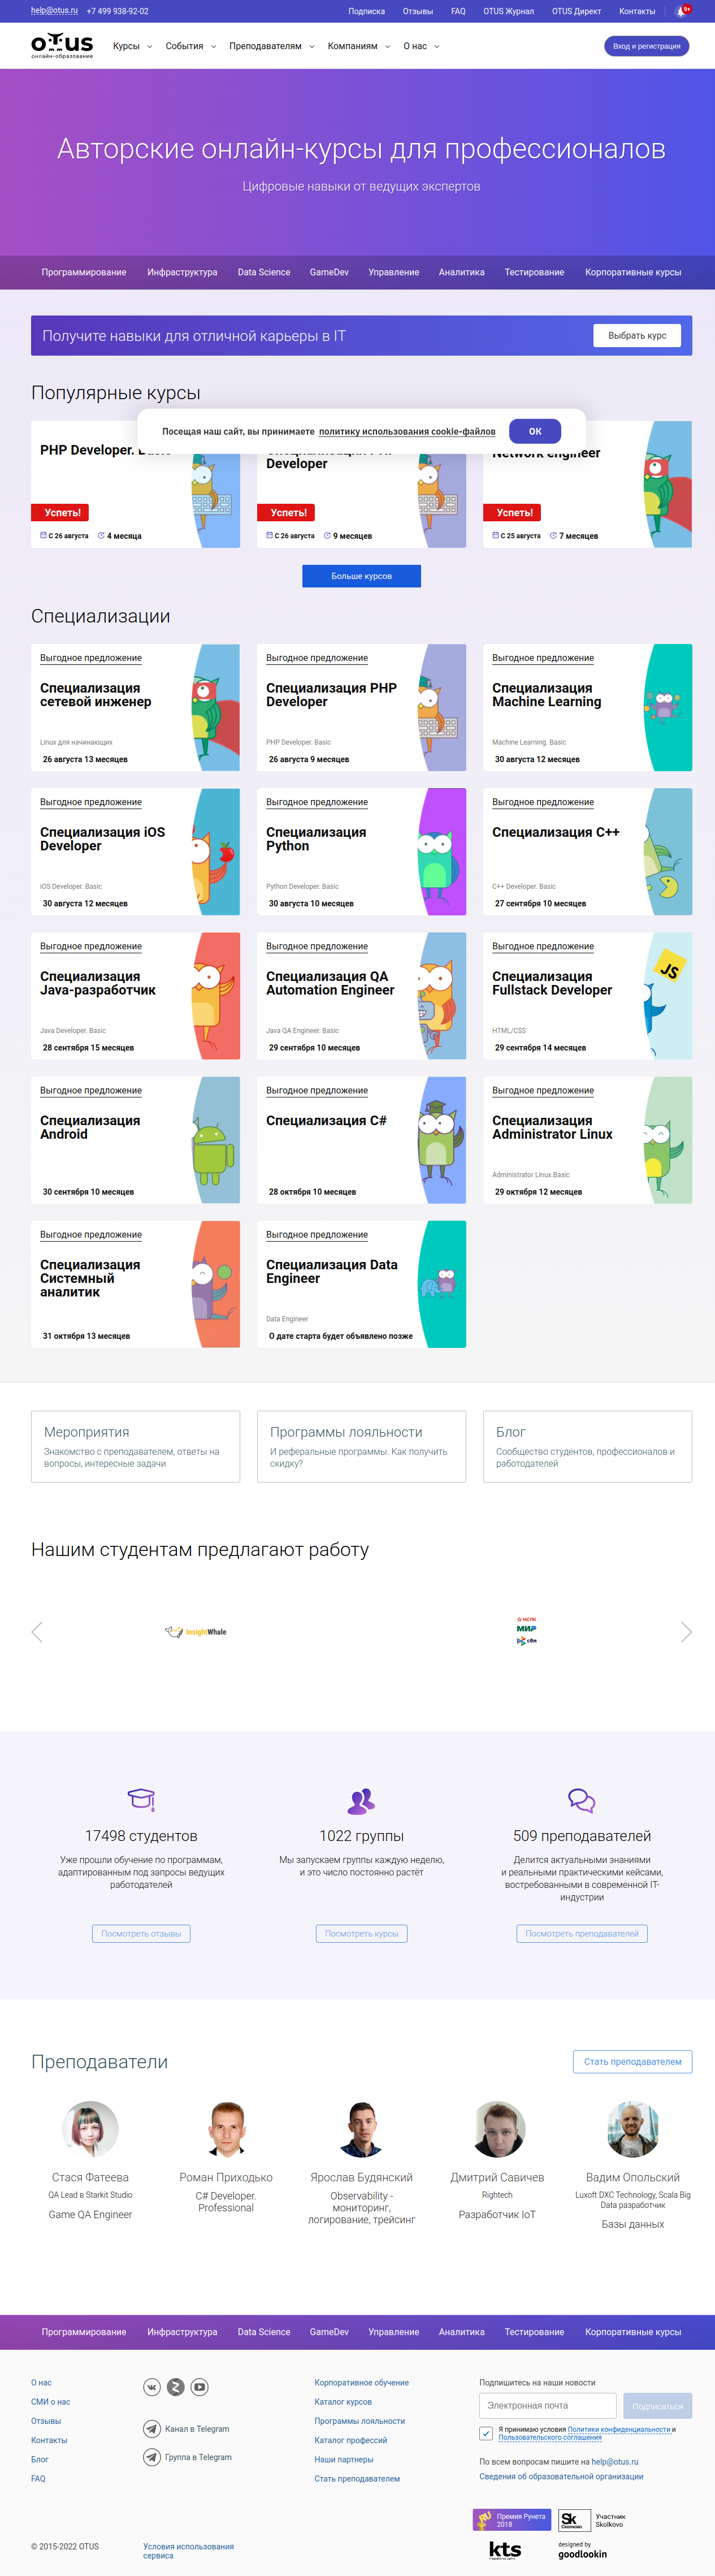 help@otus.ru +7 499 938-92-02 Подписка Отзывы FAQ OTUS Журнал OTUS Директ Контакты 9+
OTUS
онлайн-образование
Курсы События Преподавателям Компаниям О нас Вход и регистрация
Авторские онлайн-курсы для профессионалов
Цифровые навыки от ведущих экспертов
Программирование Инфраструктура Data Science GameDev Управление Аналитика Тестирование Корпоративные курсы
Получите навыки для отличной карьеры в IT Выбрать курс
Популярные курсы
Посещая наш сайт, вы принимаете политику использования cookie-файлов OK
PHP Developer.
Успеть!
С 26 августа 4 месяца
Developer
Успеть!
С 26 августа 9 месяцев
Network engineer
Успеть!
С 25 августа 7 месяцев
Больше курсов
Специализации
Выгодное предложение
Специализация
сетевой инженер
Linux для начинающих
26 августа 13 месяцев
Выгодное предложение
Специализация PHP
Developer
PHP Developer. Basic
26 августа 9 месяцев
Выгодное предложение
Специализация
Machine Learning
Machine Learning. Basic
30 августа 12 месяцев
Выгодное предложение
Специализация iOS
Developer
iOS Developer. Basic
30 августа 12 месяцев
Выгодное предложение
Специализация
Python
Python Developer. Basic
30 августа 10 месяцев
Выгодное предложение
Специализация C++
C++ Developer. Basic
27 сентября 10 месяцев
Выгодное предложение
Специализация
Java-разработчик
Java Developer. Basic
28 сентября 15 месяцев
Выгодное предложение
Специализация QA
Automation Engineer
Java QA Engineer. Basic
29 сентября 10 месяцев
Выгодное предложение
Специализация
Fullstack Developer
HTML/CSS
29 сентября 14 месяцев
JS
Выгодное предложение
Специализация
Android
30 сентября 10 месяцев
Выгодное предложение
Специализация C#
28 октября 10 месяцев
Выгодное предложение
Специализация
Administrator Linux
Administrator Linux.Basic
29 октября 12 месяцев
Выгодное предложение
Специализация
Системный
аналитик
31 октября 13 месяцев
Выгодное предложение
Специализация Data
Engineer
Data Engineer
О дате старта будет объявлено позже
Мероприятия
Знакомство с преподавателем, ответы на
вопросы, интересные задачи
Программы лояльности
И реферальные программы. Как получить
скидку?
Блог
Сообщество студентов, профессионалов и
работодателей
Нашим студентам предлагают работу
InsightWhale
НСПК
МИР
сбп
17498 студентов
Уже прошли обучение по программам,
адаптированным под запросы ведущих
работодателей
Посмотреть отзывы
1022 группы
Мы запускаем группы каждую неделю,
и это число постоянно растёт
Посмотреть курсы
509 преподавателей
Делится актуальными знаниями
и реальными практическими кейсами,
востребованными в современной IT-
индустрии
Посмотреть преподавателей
Преподаватели Стать преподавателем
Стася Фатеева
QA Lead в Starkit Studio
Game QA Engineer
Роман Приходько
C# Developer.
Professional
Ярослав Будянский
Observability -
мониторинг,
логирование, трейсинг
Дмитрий Савичев
Rightech
Разработчик IoT
Вадим Опольский
Luxoft DXC Technology, Scala Big
Data разработчик
Базы данных
Программирование Инфраструктура Data Science GameDev Управление Аналитика Тестирование Корпоративные курсы
О нас
СМИ о нас
Отзывы
Контакты
Блог
FAQ
Канал в Telegram
Группа в Telegram
Корпоративное обучение
Каталог курсов
Программы лояльности
Каталог профессий
Наши партнеры
Стать преподавателем
Подпишитесь на наши новости
Электронная почта Подписаться
Я принимаю условия Политики конфиденциальности и
Пользовательского соглашения
По всем вопросам пишите на help@otus.ru
Сведения об образовательной организации
Премия Рунета
2018
Sk
Участник
Skolkovo
© 2015-2022 OTUS
Условия использования
сервиса
kts
designed by
goodlookin